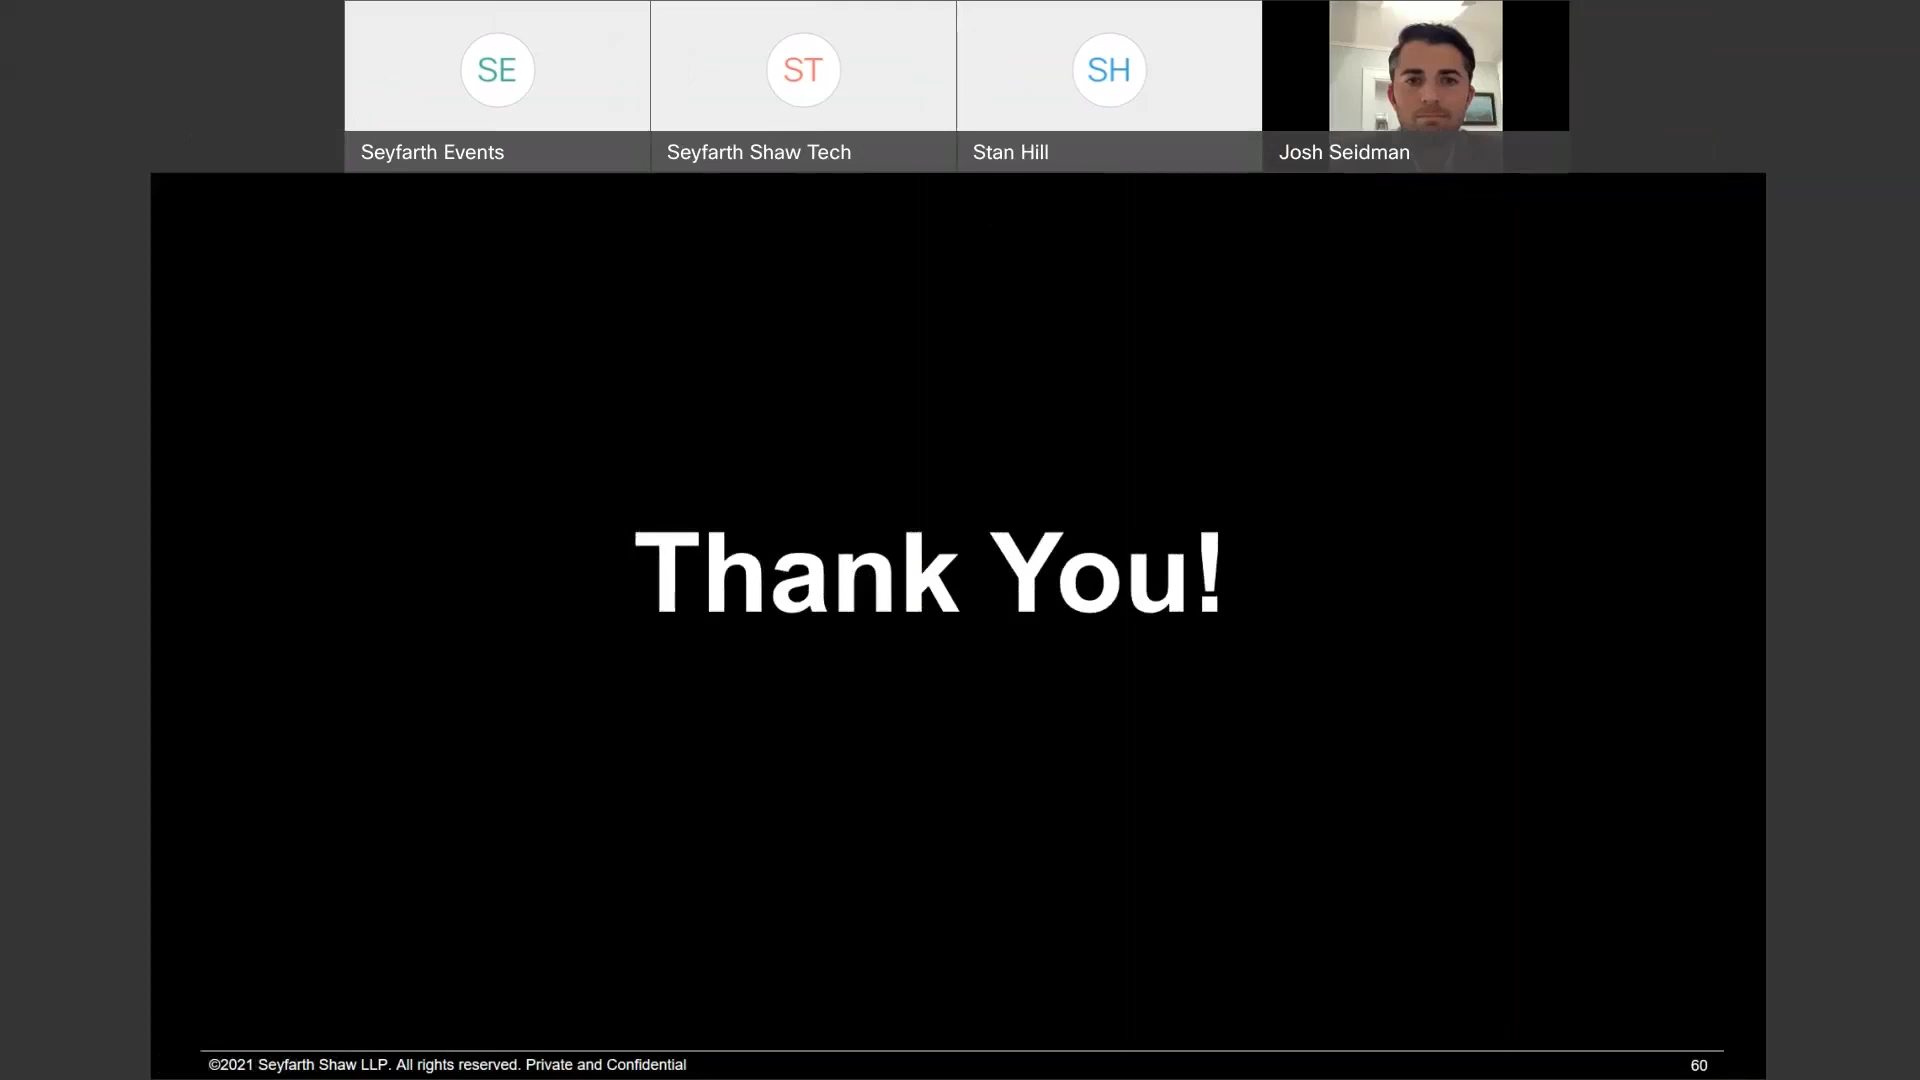 SE
ST
SH
Seyfarth Events
Seyfarth Shaw Tech
Stan Hill
Josh Seidman
Thank You!
©2021 Seyfarth Shaw LLP. All rights reserved. Private and Confidential
60